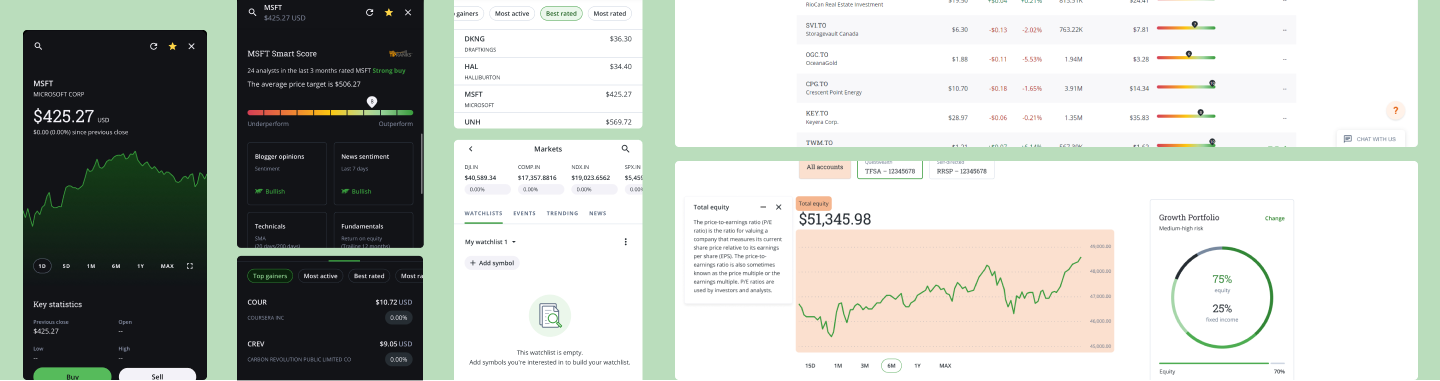 MSFT
MICROSOFT CORP
$425.27 USD
$0.00 (0.00%) since previous close
1D 5D 1M 6M 1Y MAX
Key statistics
Previous close Open
$425.27 --
Low High
-- --
Buy Sell
MSFT
$425.27 USD
MSFT Smart Score
24 analysts in the last 3 months rated MSFT Strong buy
The average price target is $506.27
8
Underperform Outperform
Blogger opinions News sentiment
Sentiment Last 7 days
Bullish Bullish
Technicals Fundamentals
SMA Return on equity
(20 days/200 days) (Trailing 12 months)
Top gainers Most active Best rated Most ra
COUR $10.72 USD
COURSERA INC 0.00%
CREV $9.05 USD
CARBON REVOLUTION PUBLIC LIMITED CO 0.00%
gainers Most active Best rated Most rated
DKNG $36.30
DRAFTKINGS
HAL $34.40
HALLIBURTON
MSFT $425.27
MICROSOFT
UNH $569.72
Markets
DJI.IN COMP.IN NDX.IN SPX.IN
$40,589.34 $17,357.8816 $19,023.6562 $5,459
0.00% 0.00% 0.00% 0.00%
WATCHLISTS EVENTS TRENDING NEWS
My watchlist 1
+ Add symbol
This watchlist is empty.
Add symbols you're interested in to build your watchlist.
RioCan Real Estate Investment
SVI.TO $6.30 -$0.13 -2.02% 763.22K $7.81 --
Storagevault Canada
OGC.TO $1.88 -$0.11 -5.53% 1.94M $3.28 --
OceanaGold
CPG.TO $10.70 -$0.18 -1.65% 3.91M $14.34 --
Crescent Point Energy
KEY.TO $28.97 -$0.06 -0.21% 1.35M $35.83 --
Keyera Corp.
TWM.TO
?
CHAT WITH US
All accounts
TFSA – 12345678
RRSP – 12345678
Total equity
The price-to-earnings ratio (P/E
ratio) is the ratio for valuing a
company that measures its current
share price relative to its earnings
per share (EPS). The price-to-
earnings ratio is also sometimes
known as the price multiple or the
earnings multiple. P/E ratios are
used by investors and analysts.
Total equity
$51,345.98
49,000.00
48,000.00
47,000.00
46,000.00
45,000.00
15D 1M 3M 6M 1Y MAX
Growth Portfolio Change
Medium-high risk
75%
equity
25%
fixed income
Equity 70%